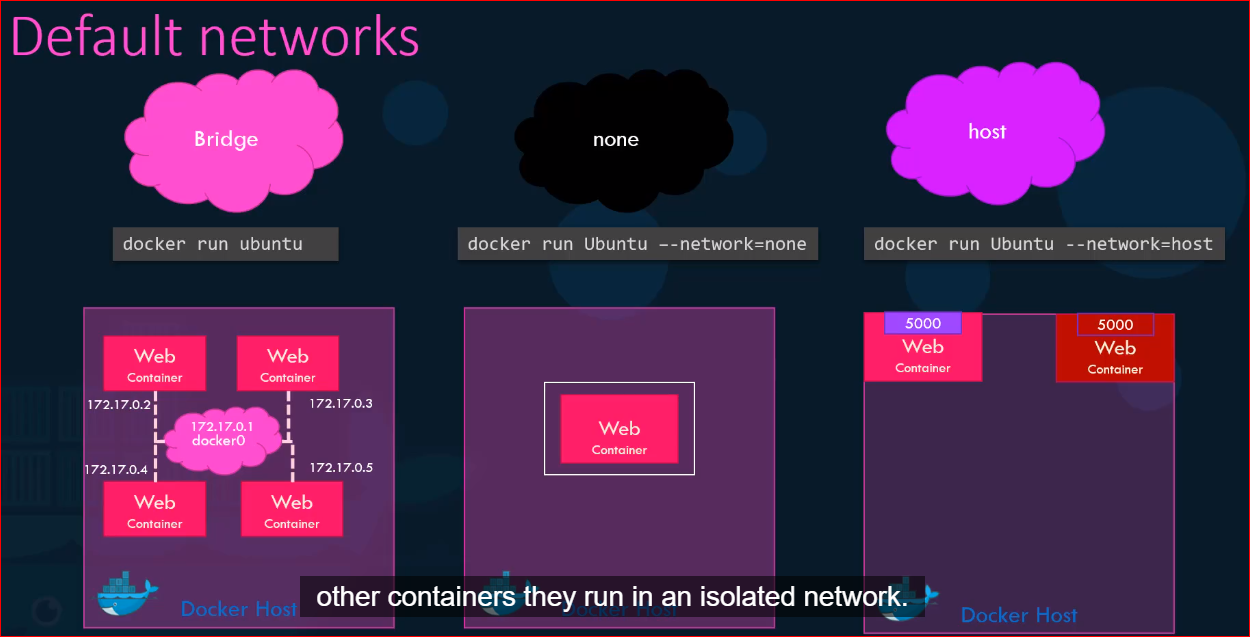 Default networks
Bridge
none
host
docker run ubuntu
docker run Ubuntu –-network=none
docker run Ubuntu --network=host
Web
Container
Web
Container
172.17.0.2
172.17.0.3
172.17.0.1
docker0
172.17.0.4
172.17.0.5
Web
Container
Web
Container
Docker Host
Web
Container
Docker Host
5000
Web
Container
5000
Web
Container
Docker Host
other containers they run in an isolated network.